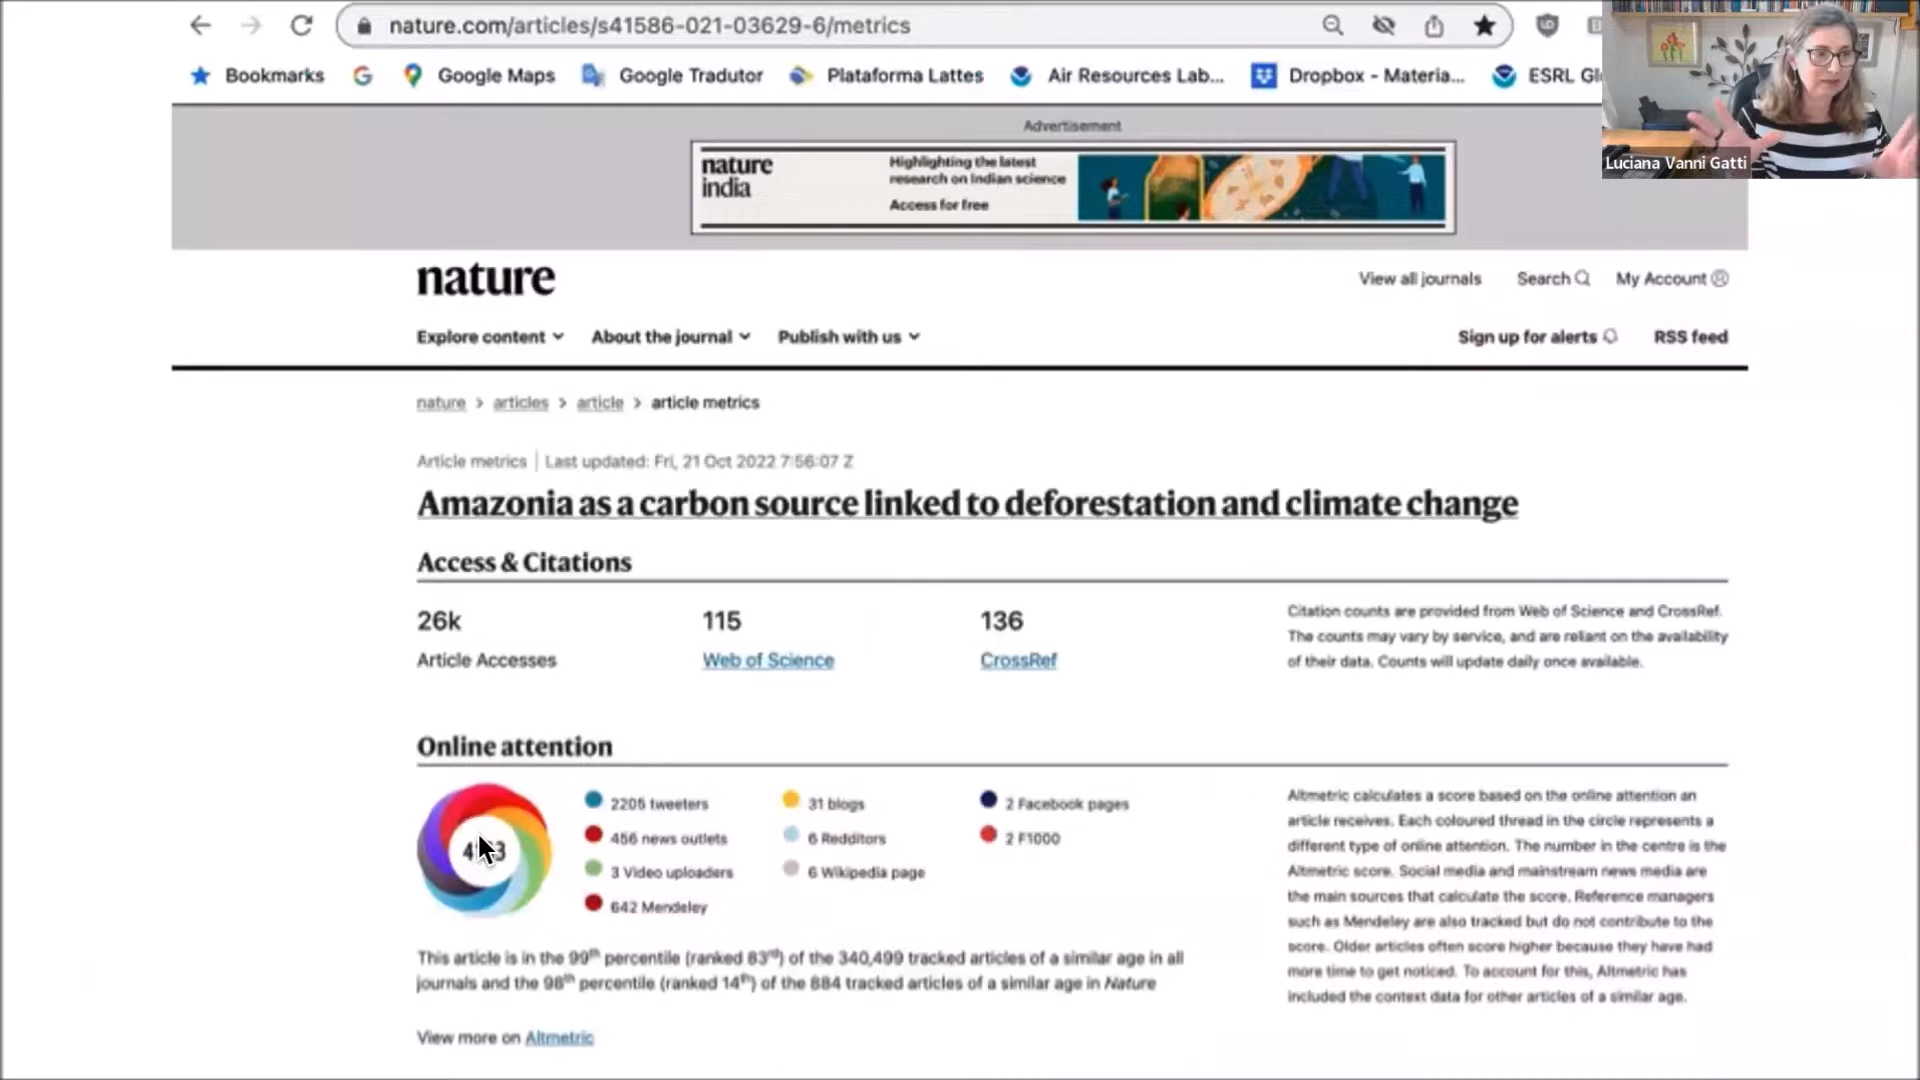 nature.com/articles/s41586-021-03629-6/metrics
Bookmarks Google Maps Google Tradutor Plataforma Lattes Air Resources Lab... Dropbox - Materia... ESRL
Luciana Vanni Gatti
Advertisement
nature
india
Highlighting the latest
research on Indian science
Access for free
nature
View all journals Search My Account
Explore content About the journal Publish with us
Sign up for alerts RSS feed
nature > articles > article > article metrics
Article metrics | Last updated: Fri, 21 Oct 2022 7:56:07 Z
Amazonia as a carbon source linked to deforestation and climate change
Access & Citations
26k
Article Accesses
115
Web of Science
136
CrossRef
Citation counts are provided from Web of Science and CrossRef.
The counts may vary by service, and are reliant on the availability
of their data. Counts will update daily once available.
Online attention
2205 tweeters
456 news outlets
3 Video uploaders
642 Mendeley
31 blogs
6 Redditors
6 Wikipedia page
2 Facebook pages
2 F1000
This article is in the 99th percentile (ranked 83rd) of the 340,499 tracked articles of a similar age in all
journals and the 98th percentile (ranked 14th) of the 884 tracked articles of a similar age in Nature
View more on Altmetric
Altmetric calculates a score based on the online attention an
article receives. Each coloured thread in the circle represents a
different type of online attention. The number in the centre is the
Altmetric score. Social media and mainstream news media are
the main sources that calculate the score. Reference managers
such as Mendeley are also tracked but do not contribute to the
score. Older articles often score higher because they have had
more time to get noticed. To account for this, Altmetric has
included the context data for other articles of a similar age.